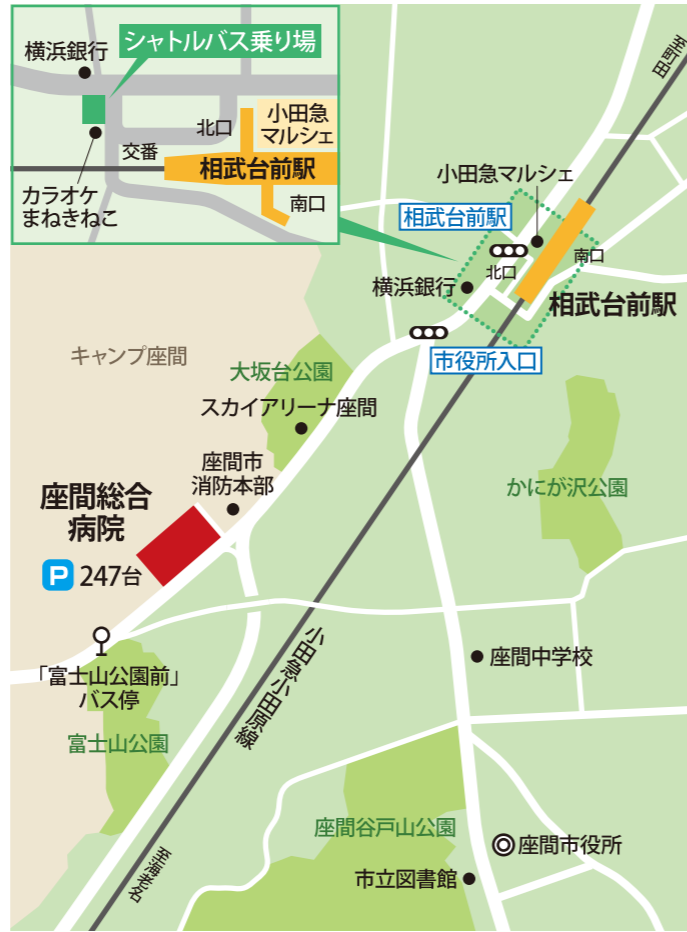 シャトルバス乗り場
横浜銀行
小田急
マルシェ
北口
交番
相武台前駅
カラオケ
まねきねこ
南口
至町田
小田急マルシェ
相武台前駅
北口
南口
横浜銀行
相武台前駅
市役所入口
キャンプ座間
大坂台公園
スカイアリーナ座間
座間市
消防本部
かにが沢公園
座間総合
病院
P 247台
「富士山公園前」
バス停
小田急小田原線
座間中学校
富士山公園
座間谷戸山公園
座間市役所
至海老名
市立図書館